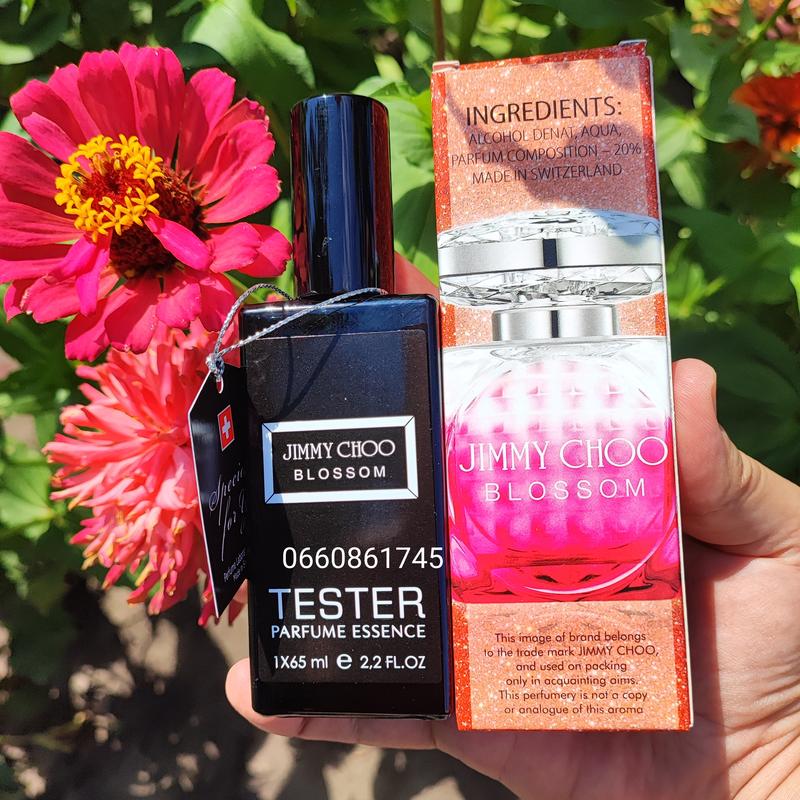 INGREDIENTS:
ALCOHOL DENAT, AQUA,
PARFUM COMPOSITION – 20%
MADE IN SWITZERLAND
JIMMY CHOO
BLOSSOM
This image of brand belongs
to the trade mark JIMMY CHOO,
and used on packing
only in acquainting aims.
This perfumery is not a copy
or analogue of this aroma
JIMMY CHOO
BLOSSOM
0660861745
TESTER
PARFUME ESSENCE
1X65 ml e 2,2 FL.OZ
Special
for